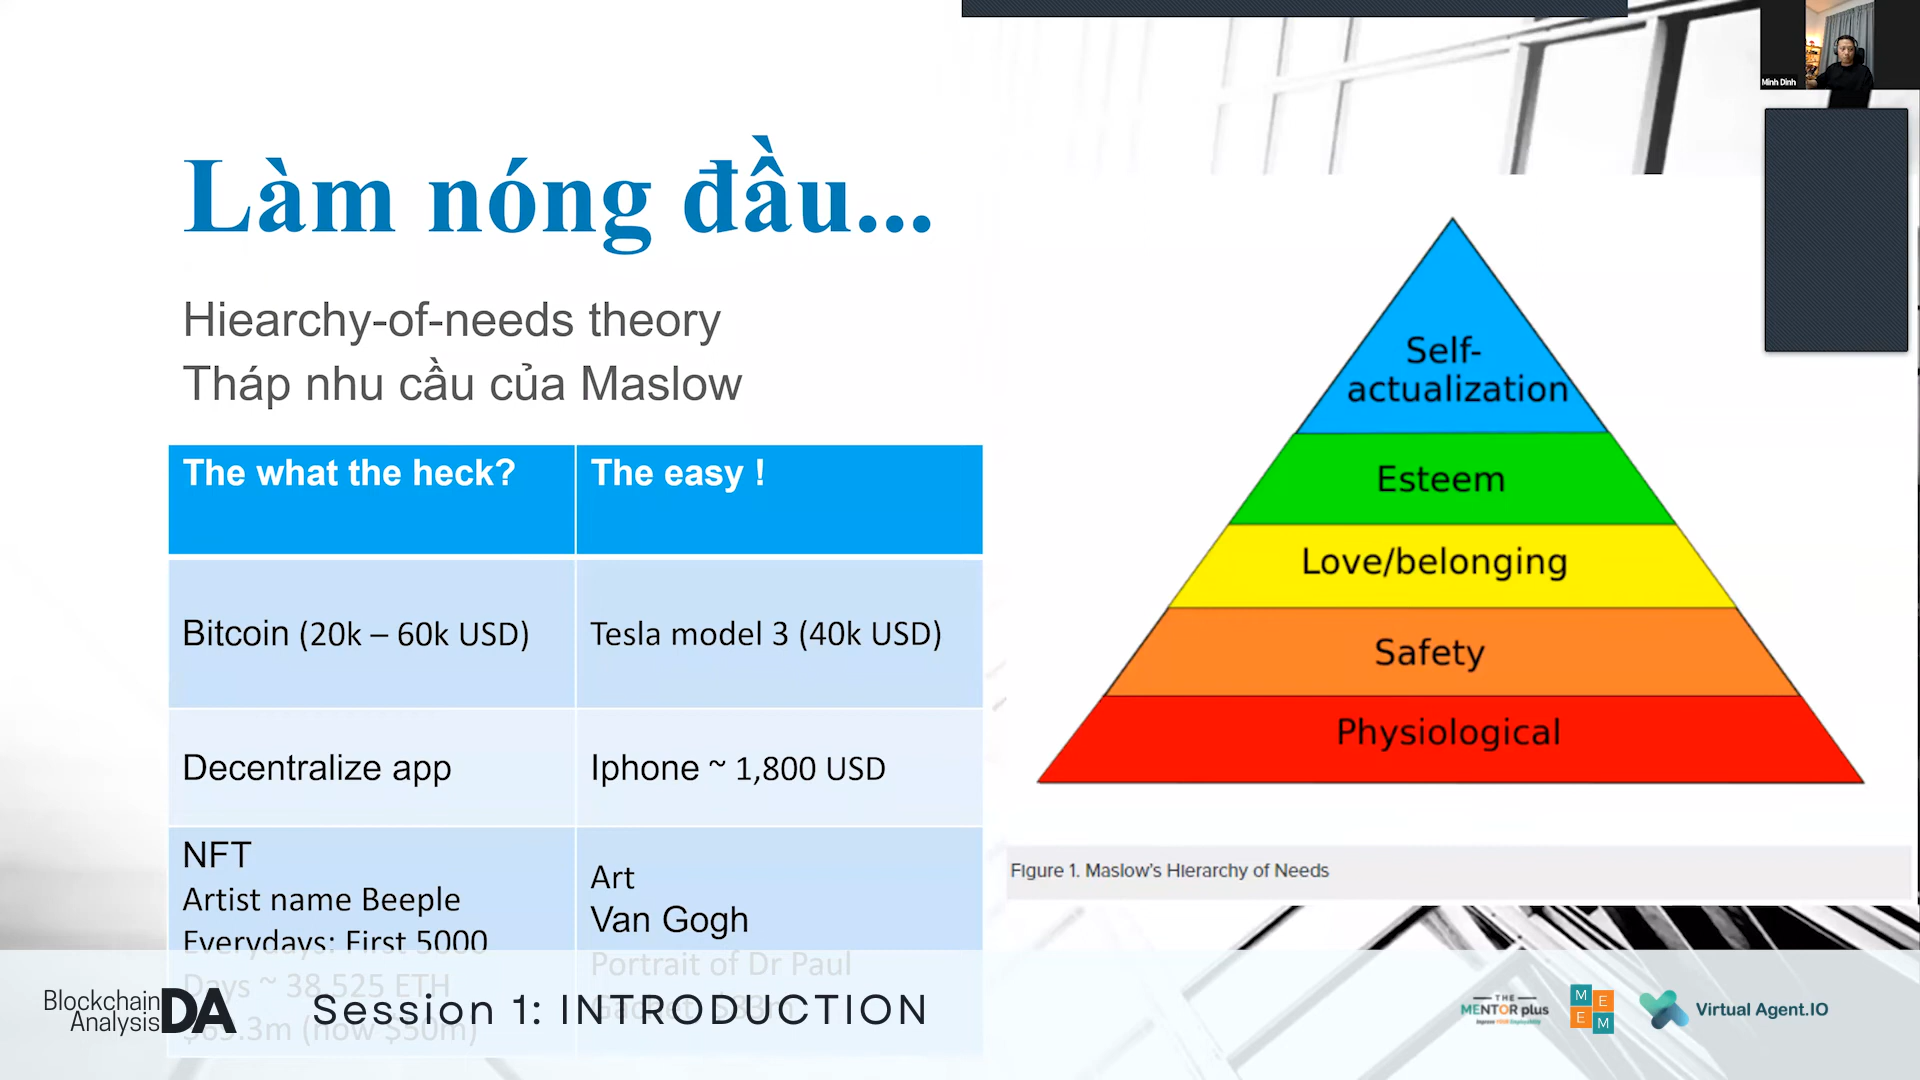 Minh Dinh
Làm nóng đầu...
Hiearchy-of-needs theory
Tháp nhu cầu của Maslow
The what the heck?
The easy !
Bitcoin (20k – 60k USD)
Tesla model 3 (40k USD)
Decentralize app
Iphone ~ 1,800 USD
NFT
Artist name Beeple
Everydays: First 5000
Days ~ 38,525 ETH
$69.3m (now $50m)
Art
Van Gogh
Portrait of Dr Paul
Self-
actualization
Esteem
Love/belonging
Safety
Physiological
Figure 1. Maslow's Hierarchy of Needs
Blockchain
Analysis
DA
Session 1: INTRODUCTION
THE
MENTOR plus
M E
E M
Virtual Agent.IO